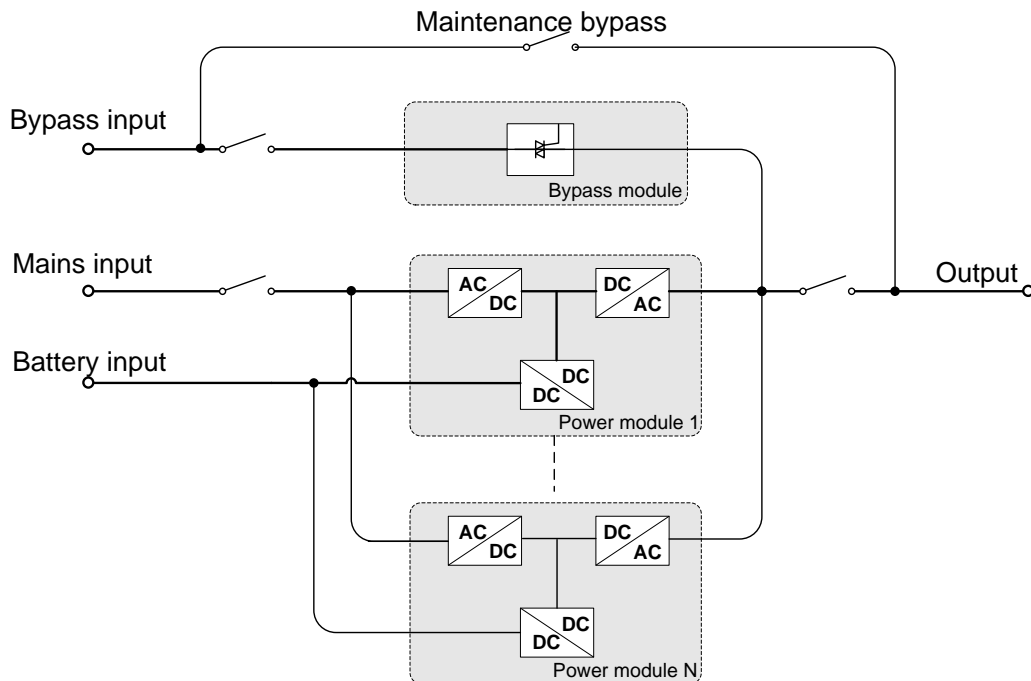 Maintenance bypass
Bypass input
Bypass module
Mains input
AC
DC
DC
AC
Output
Battery input
DC
DC
Power module 1
AC
DC
DC
AC
DC
DC
Power module N